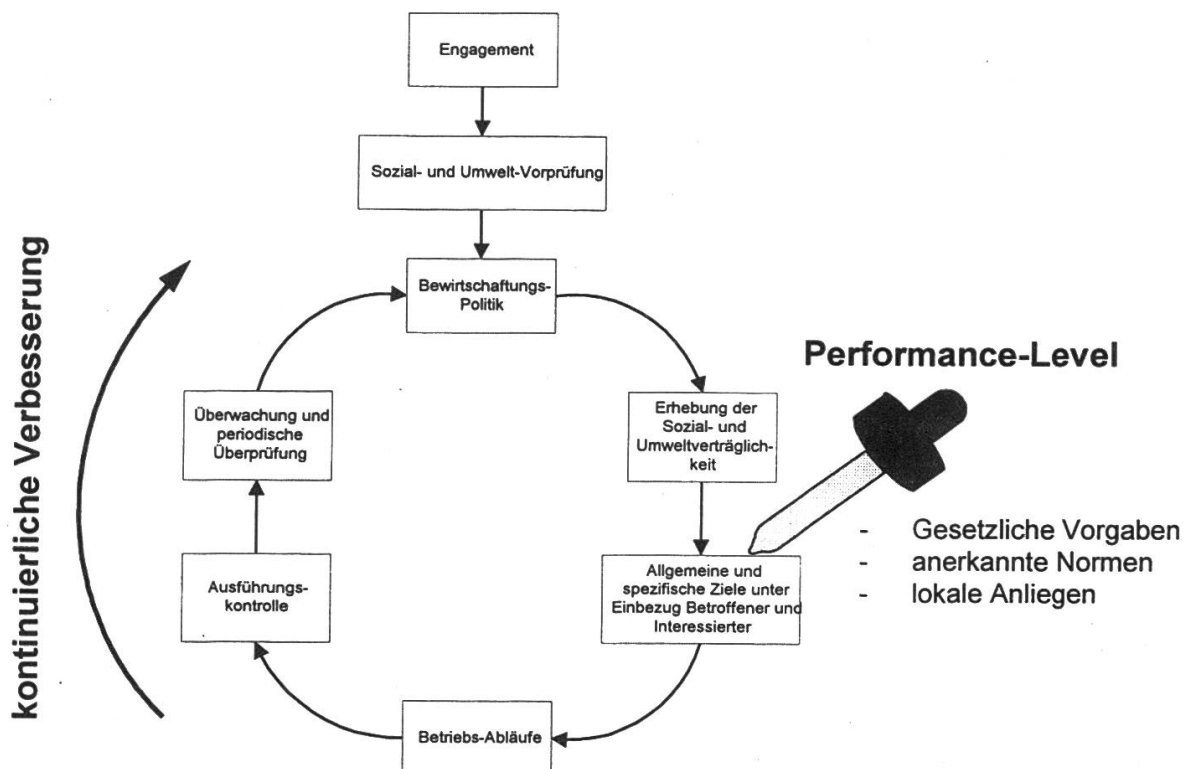 Engagement
Sozial- und Umwelt-Vorprüfung
Bewirtschaftungs-
Politik
kontinuierliche Verbesserung
Performance-Level
Überwachung und
periodische
Überprüfung
Erhebung der
Sozial- und
Umweltverträglich-
keit
- Gesetzliche Vorgaben
- anerkannte Normen
- lokale Anliegen
Ausführungs-
kontrolle
Allgemeine und
spezifische Ziele unter
Einbezug Betroffener und
Interessierter
Betriebs-Abläufe